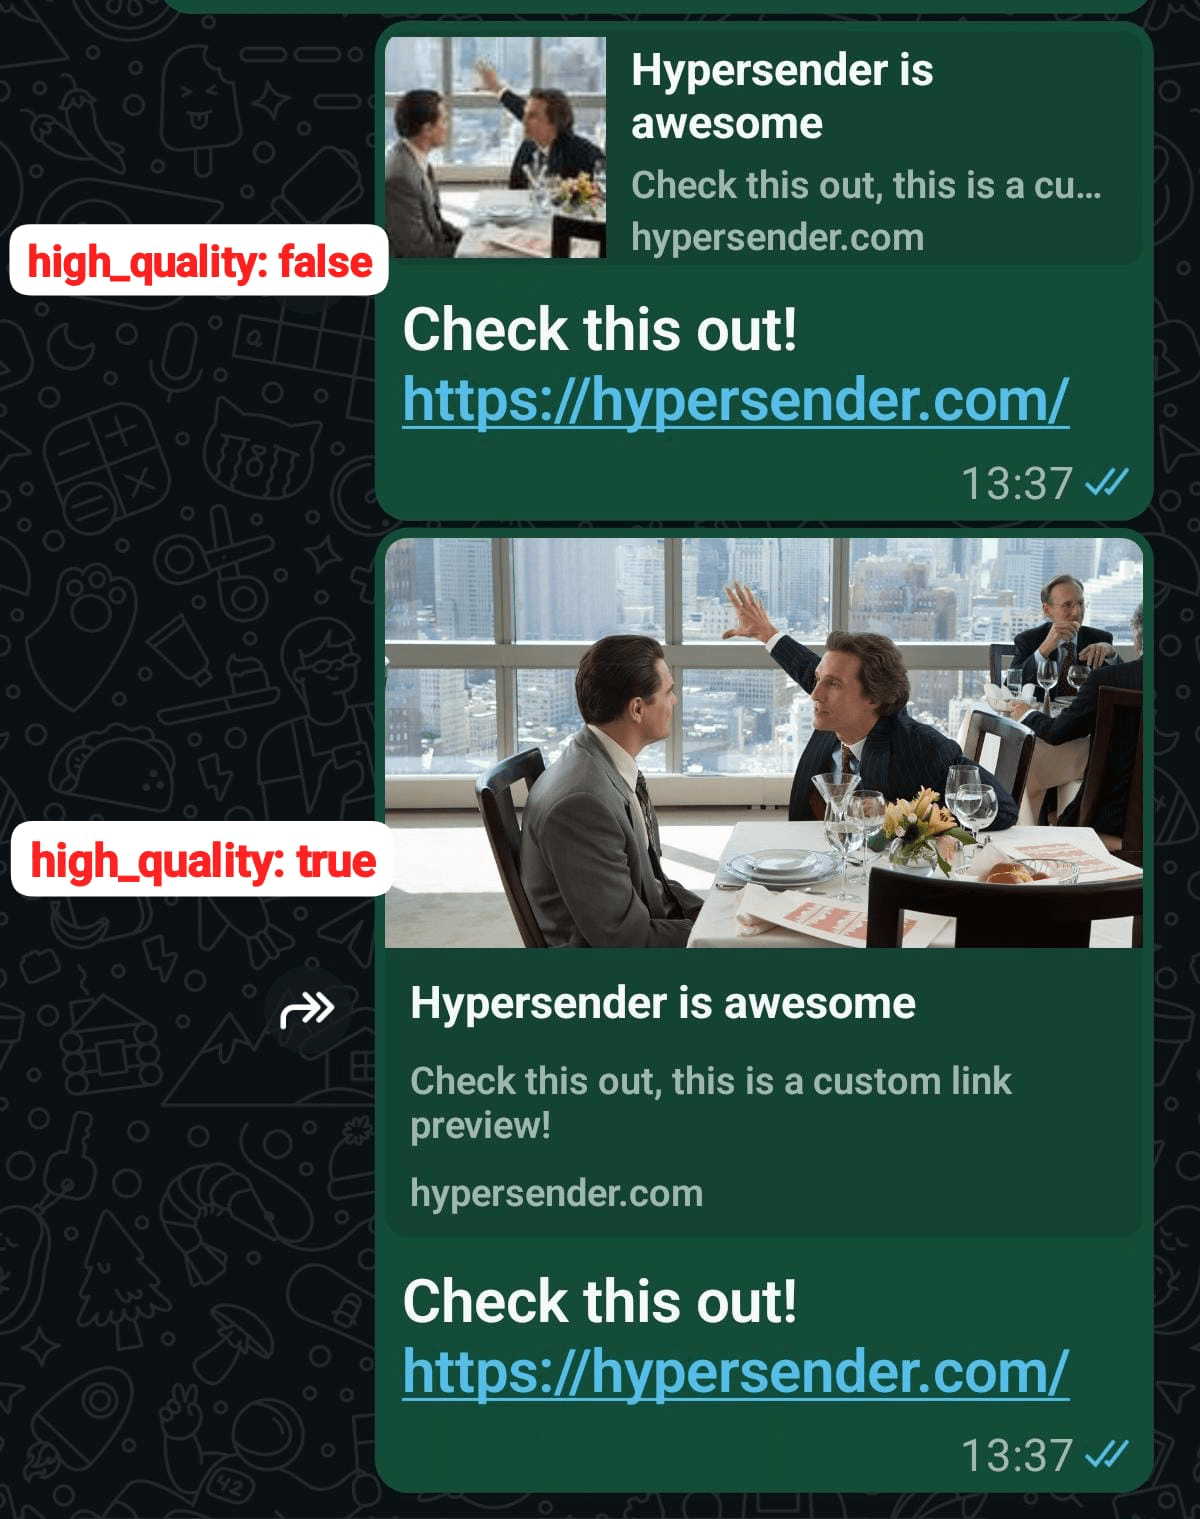 Hypersender is
awesome
Check this out, this is a cu...
hypersender.com
high_quality: false
Check this out!
https://hypersender.com/
13:37
high_quality: true
Hypersender is awesome
Check this out, this is a custom link
preview!
hypersender.com
Check this out!
https://hypersender.com/
13:37
42